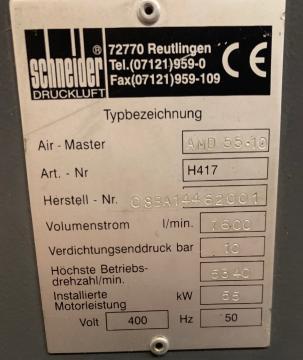 schneider ®
DRUCKLUFT
72770 Reutlingen
Tel.(07121)959-0
Fax(07121)959-109
CE
Typbezeichnung
Air - Master AMD 55-10
Art. - Nr H417
Herstell - Nr.
Volumenstrom l/min. 7600
Verdichtungsenddruck bar 10
Höchste Betriebs-
drehzahl/min. 5340
Installierte
Motorleistung kW 55
Volt 400 Hz 50